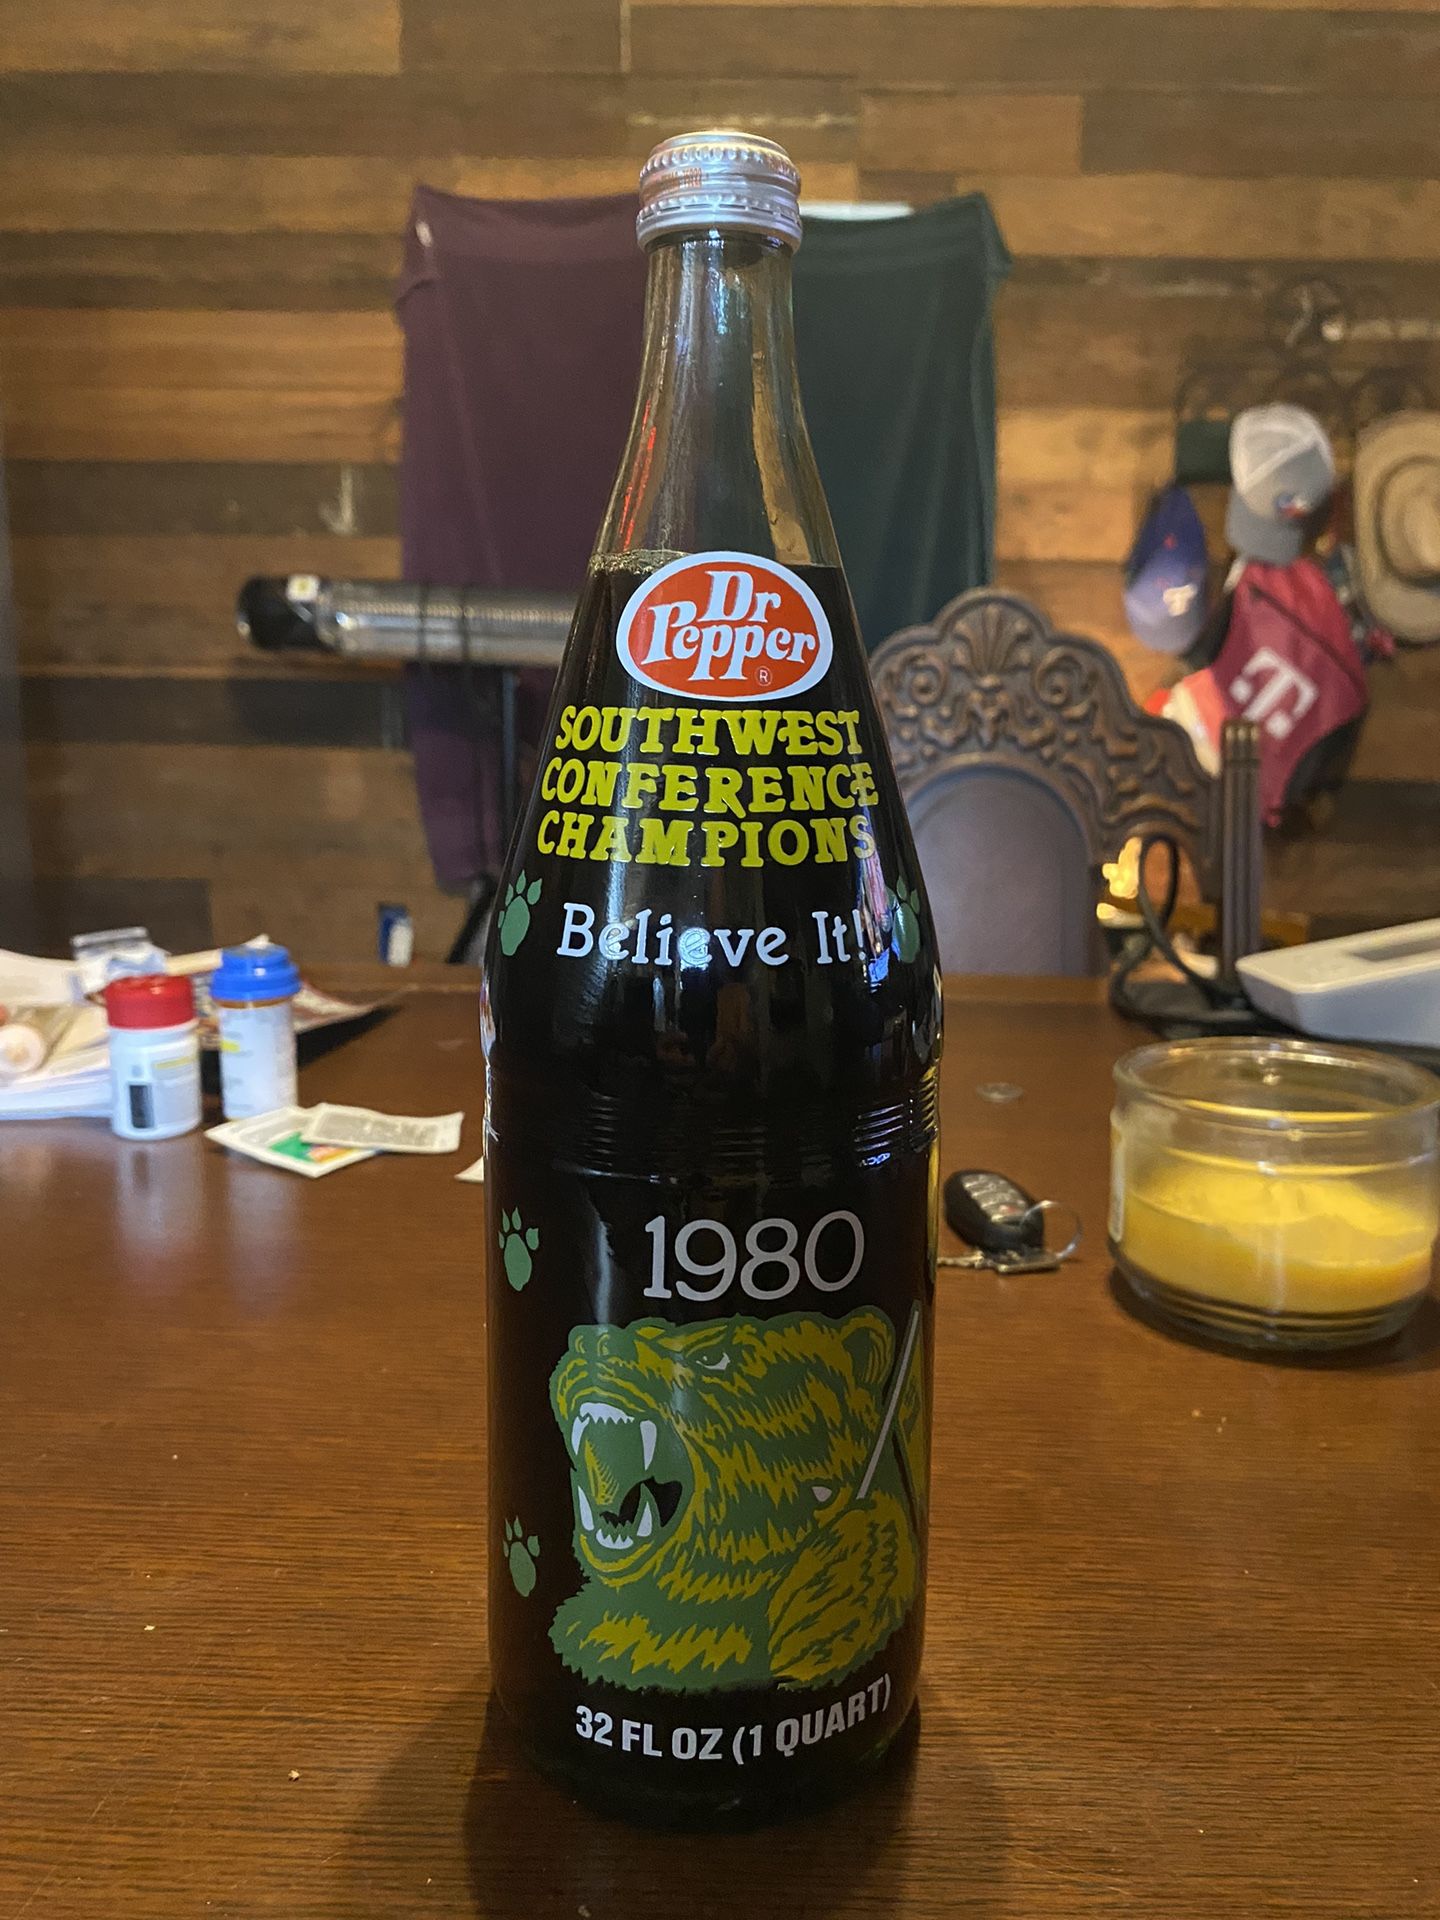 Dr
Pepper
®
SOUTHWEST
CONFERENCE
CHAMPIONS
Believe It!
1980
32 FL OZ (1 QUART)
T